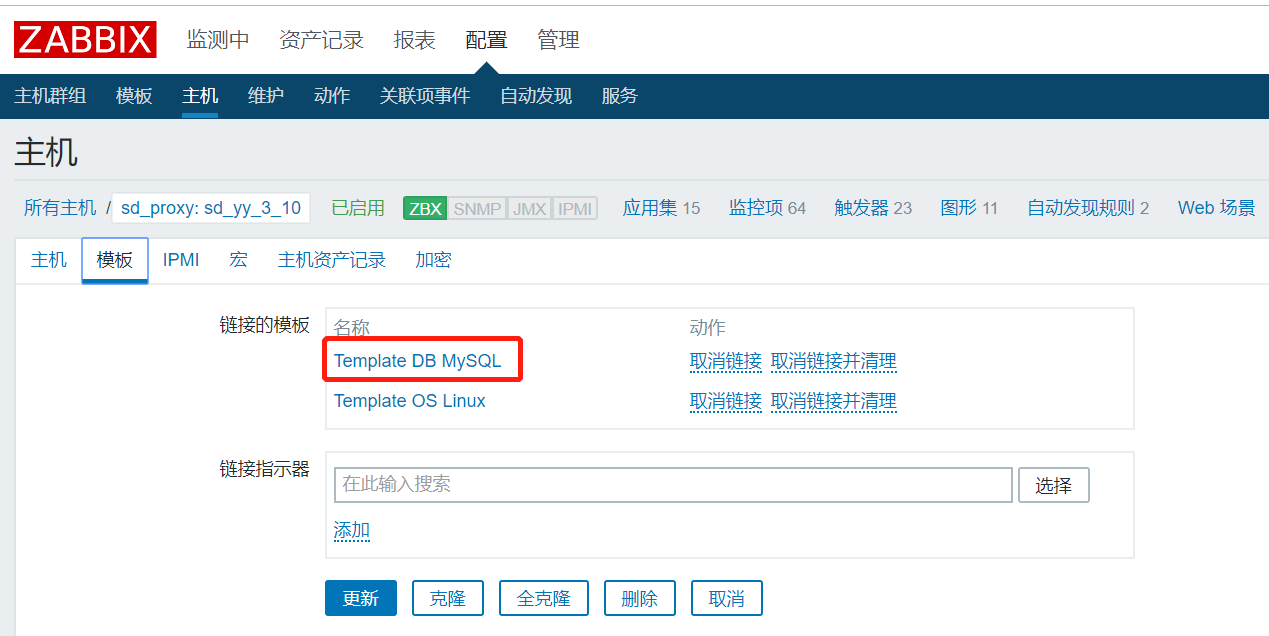 ZABBIX 监测中 资产记录 报表 配置 管理
主机群组 模板 主机 维护 动作 关联项事件 自动发现 服务
主机
所有主机 / sd_proxy: sd_yy_3_10 已启用 ZBX SNMP JMX IPMI 应用集 15 监控项 64 触发器 23 图形 11 自动发现规则 2 Web 场景
主机 模板 IPMI 宏 主机资产记录 加密
链接的模板 名称 动作
Template DB MySQL 取消链接 取消链接并清理
Template OS Linux 取消链接 取消链接并清理
链接指示器 在此输入搜索 选择
添加
更新 克隆 全克隆 删除 取消